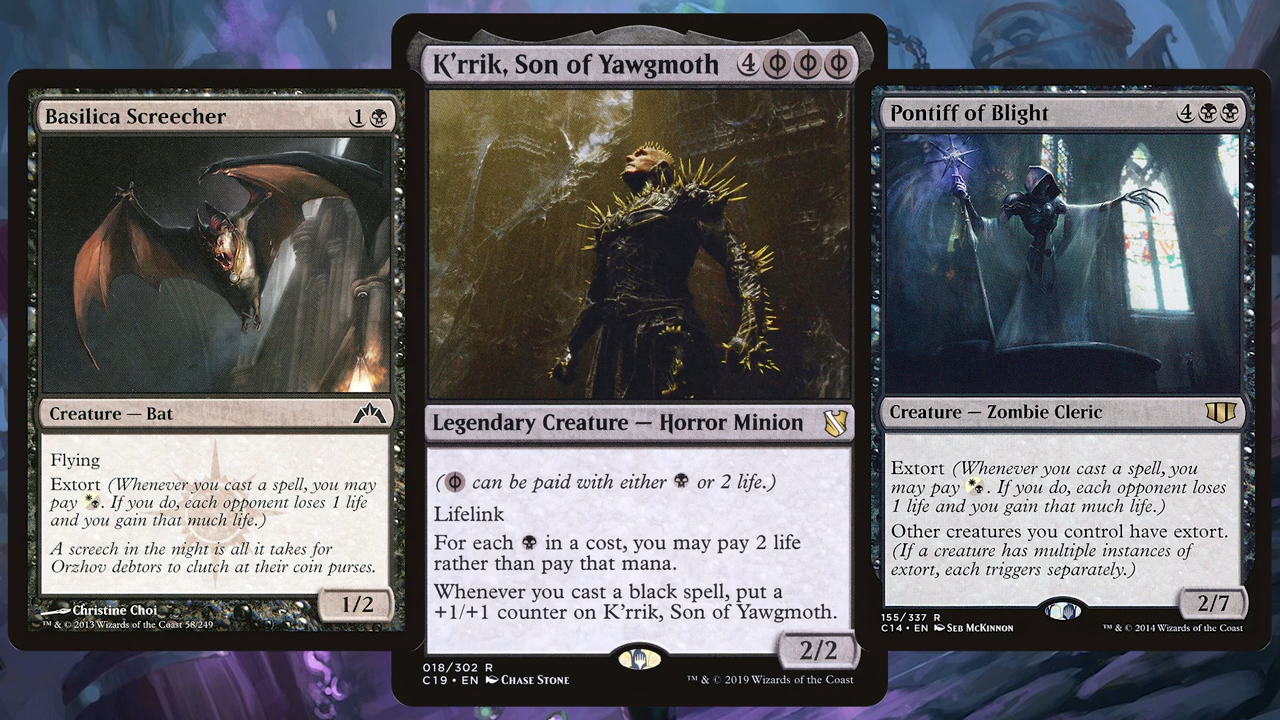 Basilica Screecher 1
Creature — Bat
Flying
Extort (Whenever you cast a spell, you may
pay . If you do, each opponent loses 1 life
and you gain that much life.)
A screech in the night is all it takes for
Orzhov debtors to clutch at their coin purses.
1/2
Christine Choi
™ & © 2013 Wizards of the Coast 58/249
K'rrik, Son of Yawgmoth 4
Legendary Creature — Horror Minion
( can be paid with either or 2 life.)
Lifelink
For each in a cost, you may pay 2 life
rather than pay that mana.
Whenever you cast a black spell, put a
+1/+1 counter on K'rrik, Son of Yawgmoth.
2/2
018/302 R
C19 • EN Chase Stone
™ & © 2019 Wizards of the Coast
Pontiff of Blight 4
Creature — Zombie Cleric
Extort (Whenever you cast a spell, you
may pay . If you do, each opponent loses
1 life and you gain that much life.)
Other creatures you control have extort.
(If a creature has multiple instances of
extort, each triggers separately.)
2/7
155/337 R
C14 • EN Seb McKinnon
™ & © 2014 Wizards of the Coast